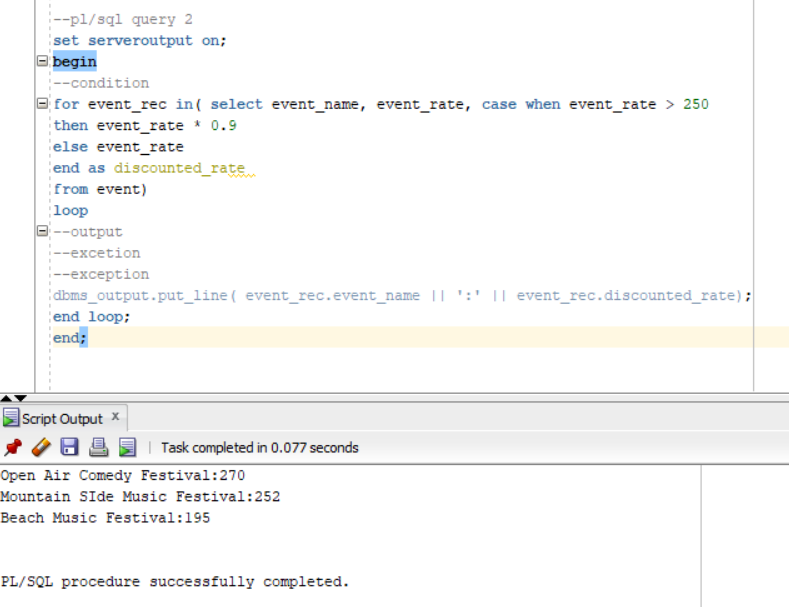 --pl/sql query 2
set serveroutput on;
begin
--condition
for event_rec in( select event_name, event_rate, case when event_rate > 250
then event_rate * 0.9
else event_rate
end as discounted_rate
from event)
loop
--output
--excetion
--exception
dbms_output.put_line( event_rec.event_name || ':' || event_rec.discounted_rate);
end loop;
end;
Script Output x
Task completed in 0.077 seconds
Open Air Comedy Festival:270
Mountain SIde Music Festival:252
Beach Music Festival:195
PL/SQL procedure successfully completed.